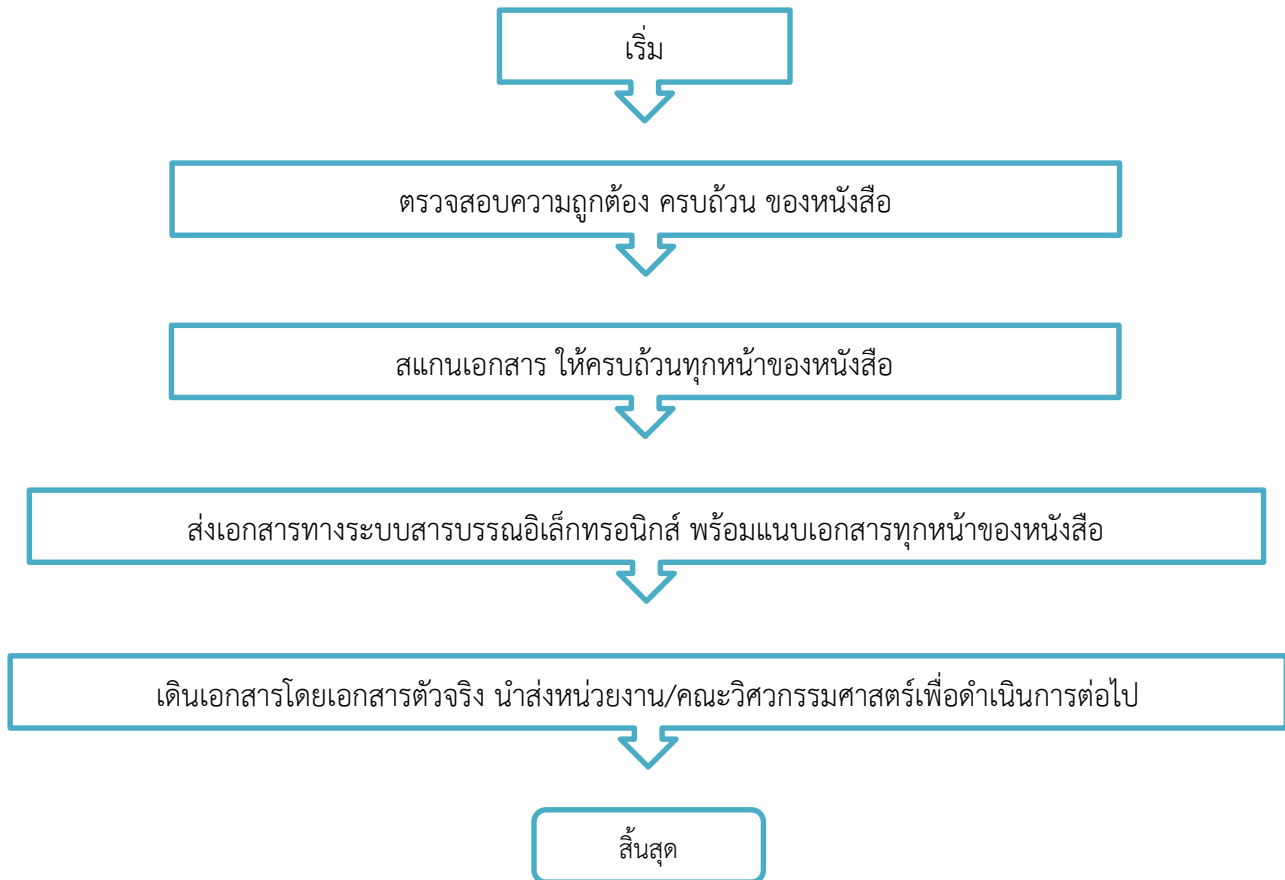 เริ่ม
ตรวจสอบความถูกต้อง ครบถ้วน ของหนังสือ
สแกนเอกสาร ให้ครบถ้วนทุกหน้าของหนังสือ
ส่งเอกสารทางระบบสารบรรณอิเล็กทรอนิกส์ พร้อมแนบเอกสารทุกหน้าของหนังสือ
เดินเอกสารโดยเอกสารตัวจริง นำส่งหน่วยงาน/คณะวิศวกรรมศาสตร์เพื่อดำเนินการต่อไป
สิ้นสุด